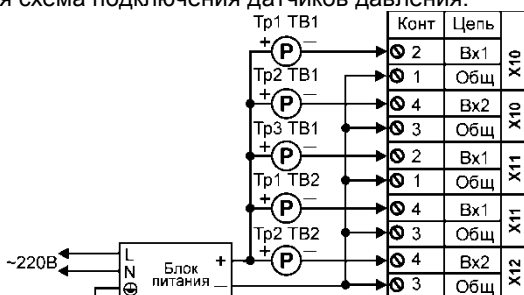 я схема подключения датчиков давления.
Тр1 ТВ1 Конт Цепь
+ P − 2 Вх1 X10
Тр2 ТВ1 1 Общ
+ P − 4 Вх2 X10
Тр3 ТВ1 3 Общ
+ P − 2 Вх1 X11
Тр1 ТВ2 1 Общ
+ P − 4 Вх1 X11
Тр2 ТВ2 3 Общ
+ P − 4 Вх2 X12
~220В L N Блок питания + − 3 Общ